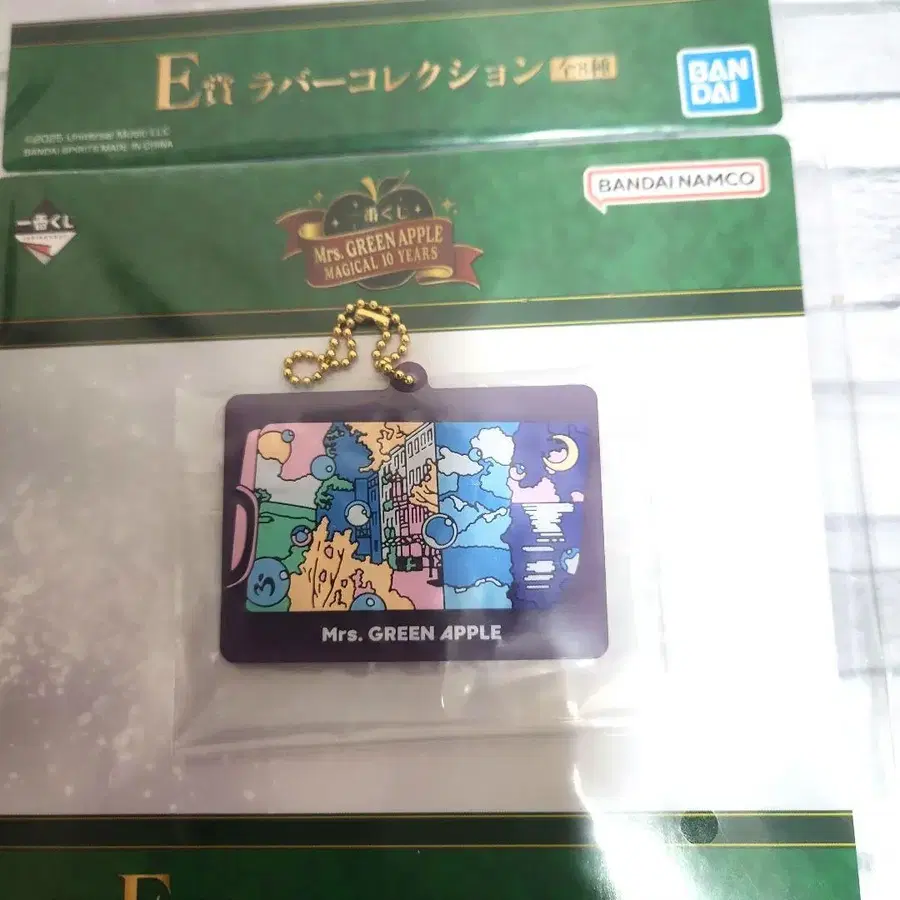 E賞 ラバーコレクション 全8種
BAN
DAI
©2025 Universal Music LLC
BANDAI SPIRITS MADE IN CHINA
BANDAI NAMCO
一番くじ
一番くじ
Mrs. GREEN APPLE
MAGICAL 10 YEARS
Mrs. GREEN APPLE
E